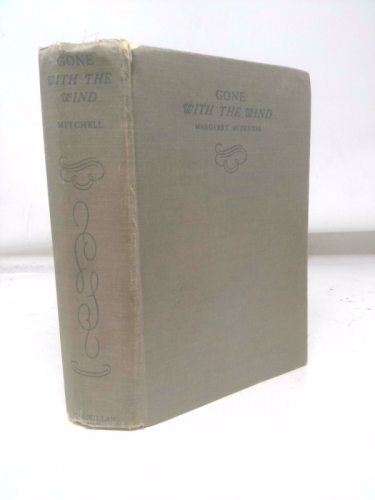 GONE
WITH THE
WIND
MITCHELL
GONE
WITH THE WIND
MARGARET MITCHELL